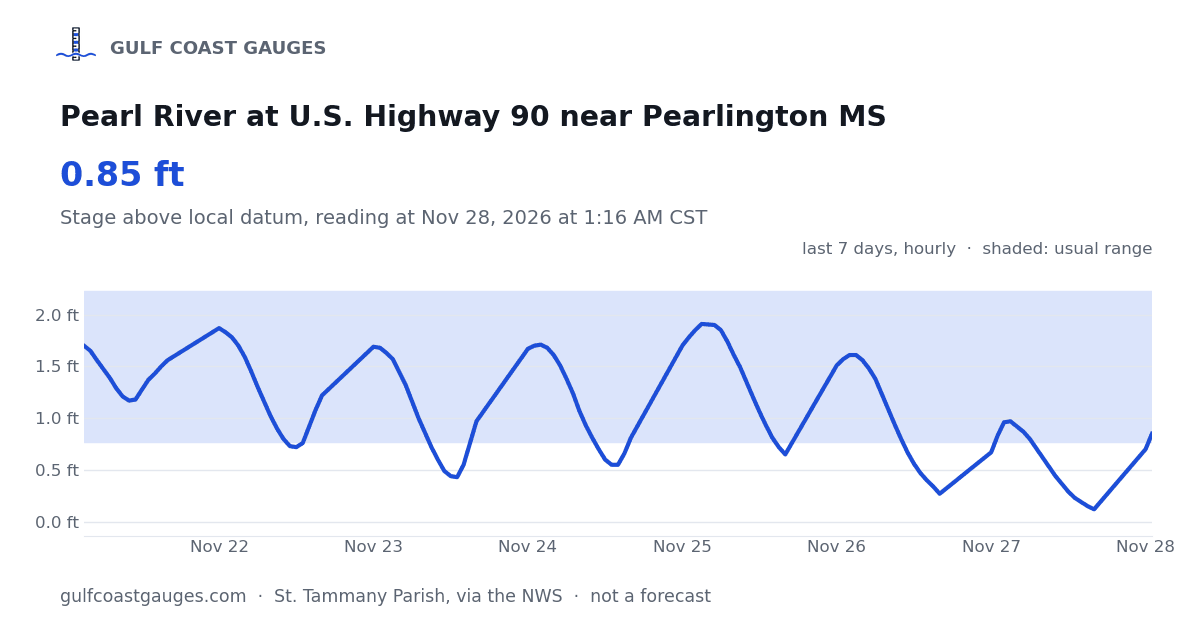 GULF COAST GAUGES
Pearl River at U.S. Highway 90 near Pearlington MS
0.85 ft
Stage above local datum, reading at Nov 28, 2026 at 1:16 AM CST
last 7 days, hourly · shaded: usual range
2.0 ft
1.5 ft
1.0 ft
0.5 ft
0.0 ft
Nov 22 Nov 23 Nov 24 Nov 25 Nov 26 Nov 27 Nov 28
gulfcoastgauges.com · St. Tammany Parish, via the NWS · not a forecast